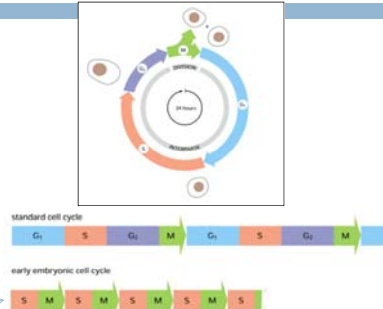 M
G₂
G₁
S
DIVISION
24 hours
INTERPHASE
standard cell cycle
G₁ S G₂ M G₁ S G₂ M
early embryonic cell cycle
S M S M S M S M S